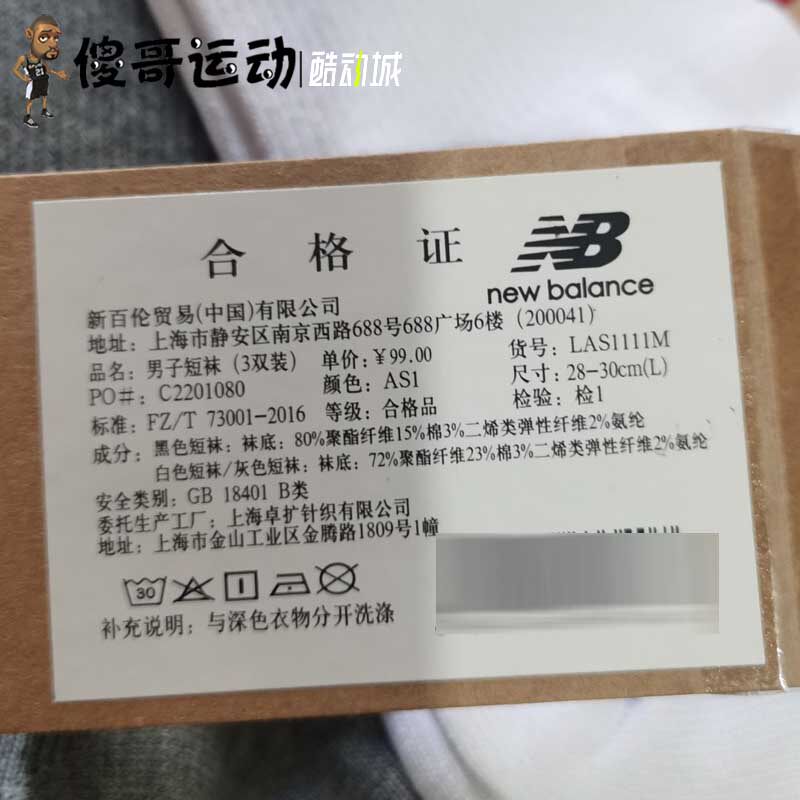 傻哥运动|酷动城
合格证
NB
new balance
新百伦贸易(中国)有限公司
地址：上海市静安区南京西路688号688广场6楼 (200041)
品名：男子短袜（3双装） 单价：¥99.00 货号：LAS1111M
PO#：C2201080 颜色：AS1 尺寸：28-30cm(L)
标准：FZ/T 73001-2016 等级：合格品 检验：检1
成分：黑色短袜：袜底：80%聚酯纤维15%棉3%二烯类弹性纤维2%氨纶
白色短袜/灰色短袜：袜底：72%聚酯纤维23%棉3%二烯类弹性纤维2%氨纶
安全类别：GB 18401 B类
委托生产工厂：上海卓扩针织有限公司
地址：上海市金山工业区金腾路1809号1幢
30
补充说明：与深色衣物分开洗涤